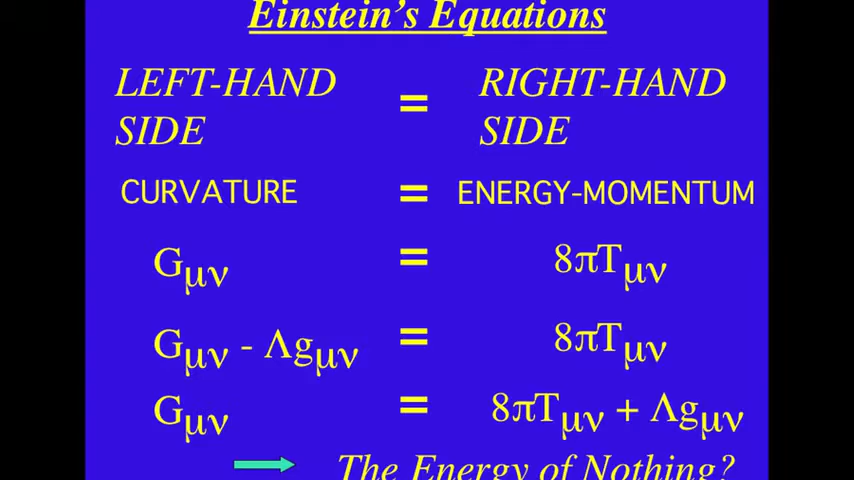 Einstein's Equations
LEFT-HAND SIDE = RIGHT-HAND SIDE
CURVATURE = ENERGY-MOMENTUM
Gμν = 8πTμν
Gμν - Λgμν = 8πTμν
Gμν = 8πTμν + Λgμν
The Energy of Nothing?